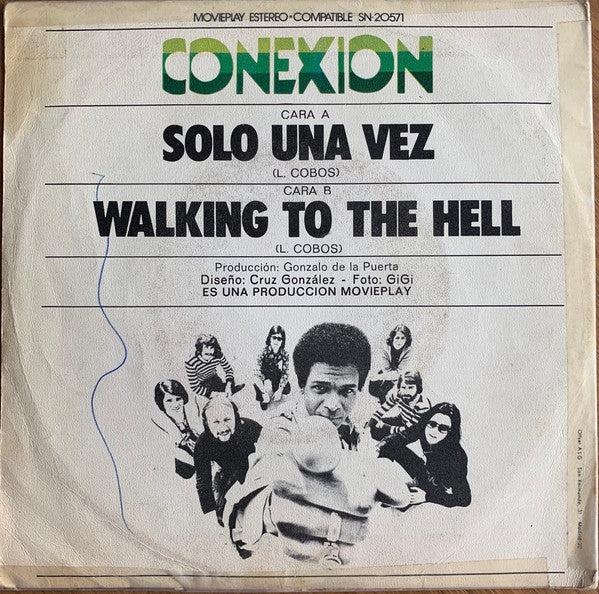 MOVIEPLAY ESTEREO • COMPATIBLE SN-20571
CONEXION
CARA A
SOLO UNA VEZ
(L. COBOS)
CARA B
WALKING TO THE HELL
(L. COBOS)
Producción: Gonzalo de la Puerta
Diseño: Cruz González - Foto: GiGi
ES UNA PRODUCCION MOVIEPLAY